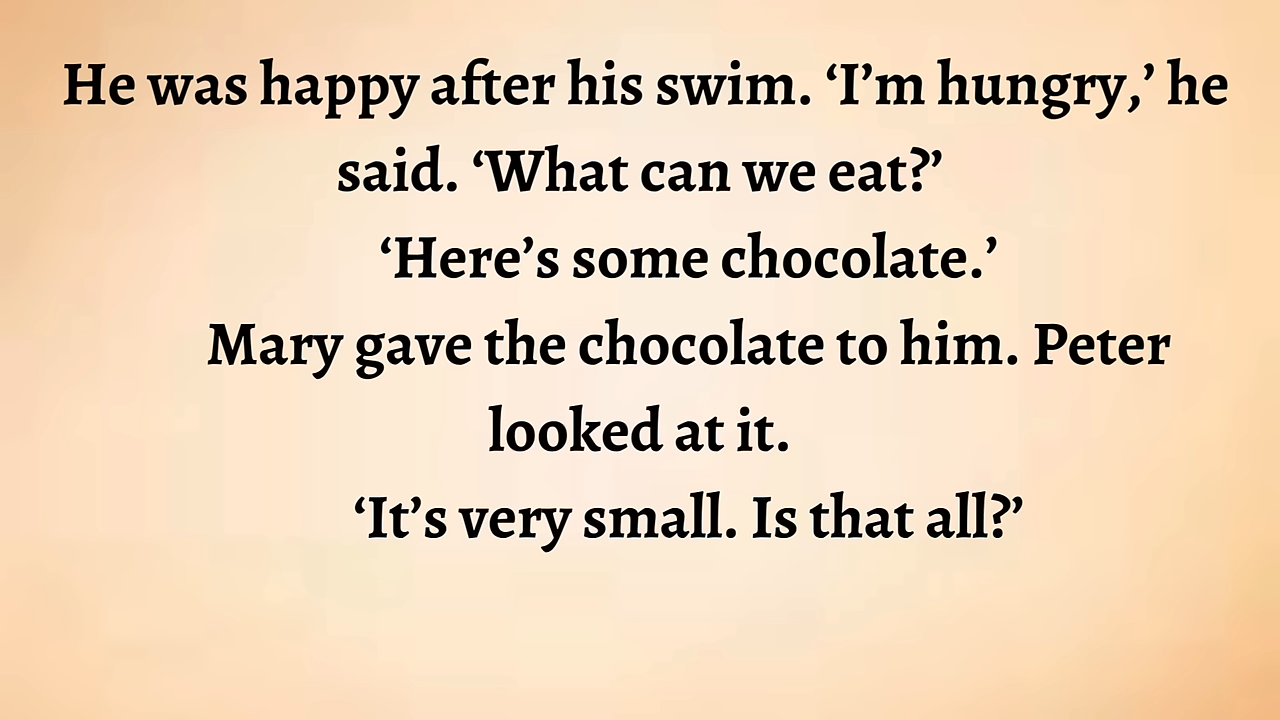 He was happy after his swim. ‘I’m hungry,’ he
said. ‘What can we eat?’
‘Here’s some chocolate.’
Mary gave the chocolate to him. Peter
looked at it.
‘It’s very small. Is that all?’